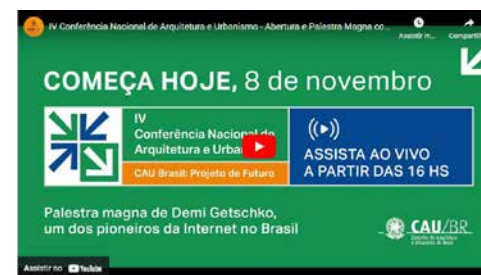 IV Conferência Nacional de Arquitetura e Urbanismo - Abertura e Palestra Magna co...
Assistir m...
Compartil
COMEÇA HOJE, 8 de novembro
IV
Conferência Nacional de
Arquitetura e Urba
CAU Brasil: Projeto de Futuro
ASSISTA AO VIVO
A PARTIR DAS 16 HS
Palestra magna de Demi Getschko,
um dos pioneiros da Internet no Brasil
CAU/BR
Assistir no YouTube